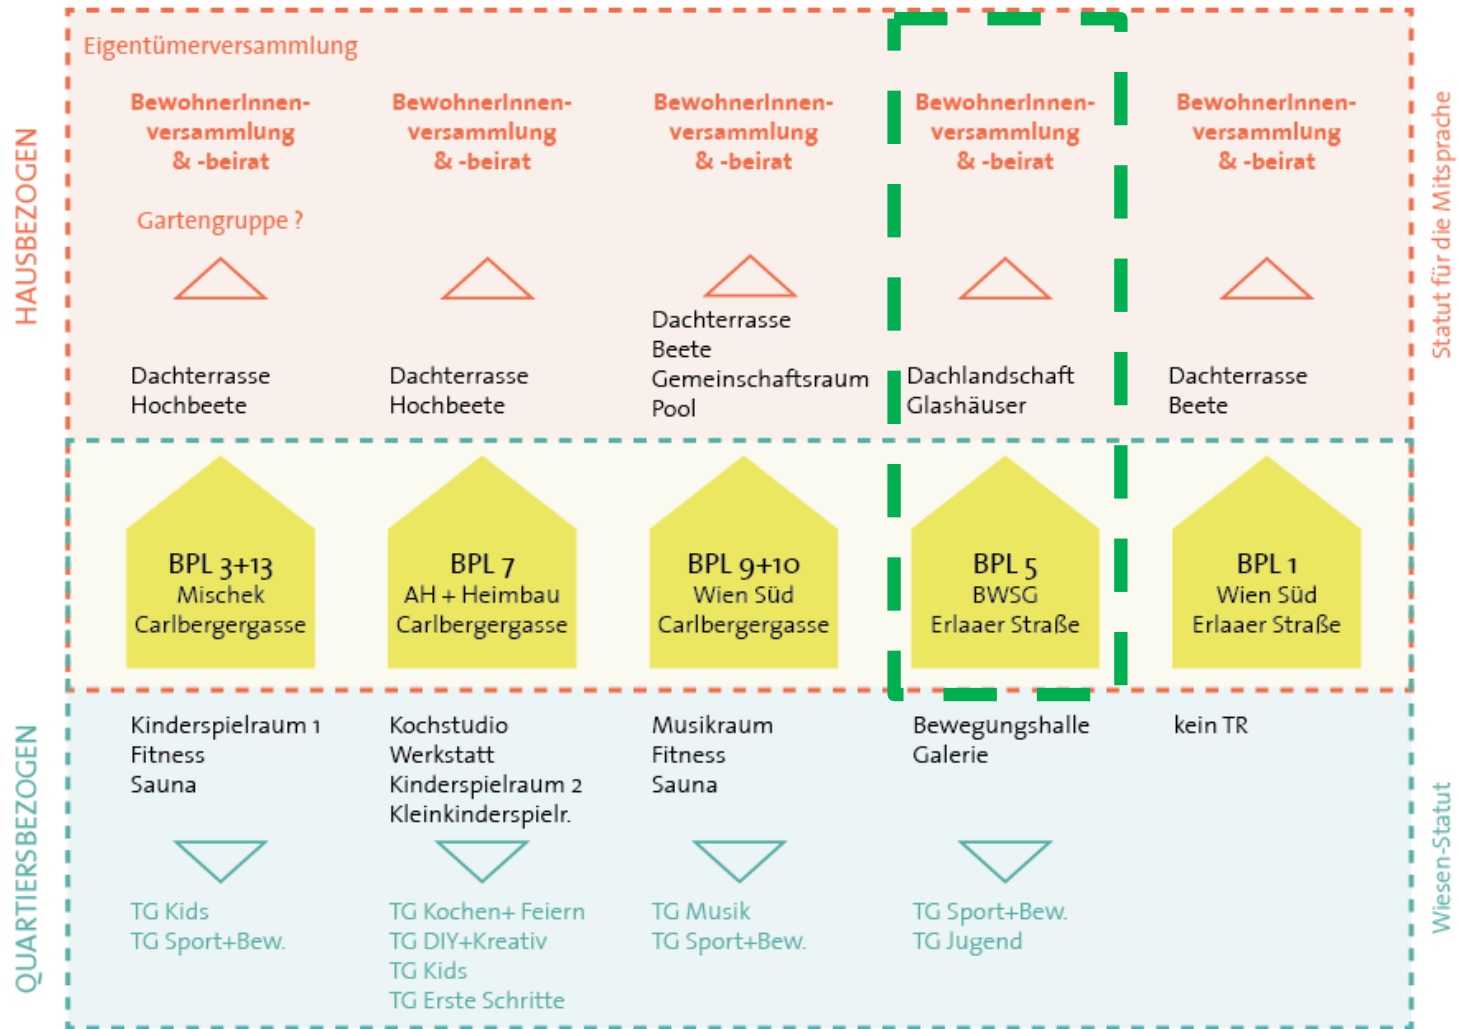 Eigentümerversammlung
BewohnerInnen-
versammlung
& -beirat
BewohnerInnen-
versammlung
& -beirat
BewohnerInnen-
versammlung
& -beirat
BewohnerInnen-
versammlung
& -beirat
BewohnerInnen-
versammlung
& -beirat
Gartengruppe ?
HAUSBEZOGEN
Statut für die Mitsprache
Dachterrasse
Hochbeete
Dachterrasse
Hochbeete
Dachterrasse
Beete
Gemeinschaftsraum
Pool
Dachlandschaft
Glashäuser
Dachterrasse
Beete
BPL 3+13
Mischek
Carlbergergasse
BPL 7
AH + Heimbau
Carlbergergasse
BPL 9+10
Wien Süd
Carlbergergasse
BPL 5
BWSG
Erlaaer Straße
BPL 1
Wien Süd
Erlaaer Straße
QUARTIERSBEZOGEN
Wiesen-Statut
Kinderspielraum 1
Fitness
Sauna
Kochstudio
Werkstatt
Kinderspielraum 2
Kleinkinderspielr.
Musikraum
Fitness
Sauna
Bewegungshalle
Galerie
kein TR
TG Kids
TG Sport+Bew.
TG Kochen+ Feiern
TG DIY+Kreativ
TG Kids
TG Erste Schritte
TG Musik
TG Sport+Bew.
TG Sport+Bew.
TG Jugend